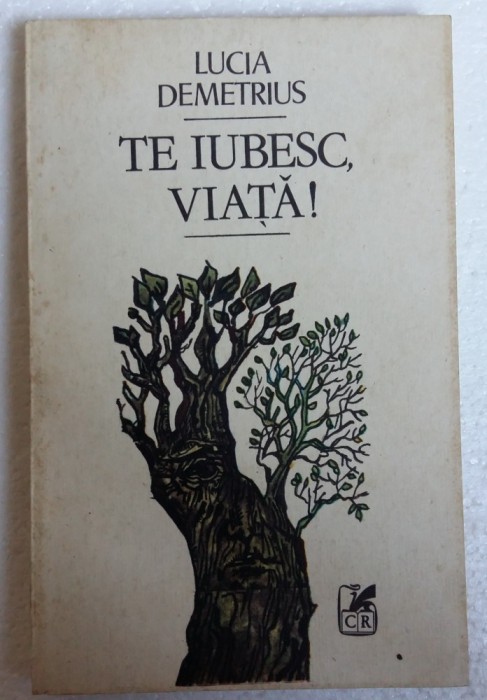 LUCIA
DEMETRIUS
TE IUBESC,
VIAȚĂ!
CR